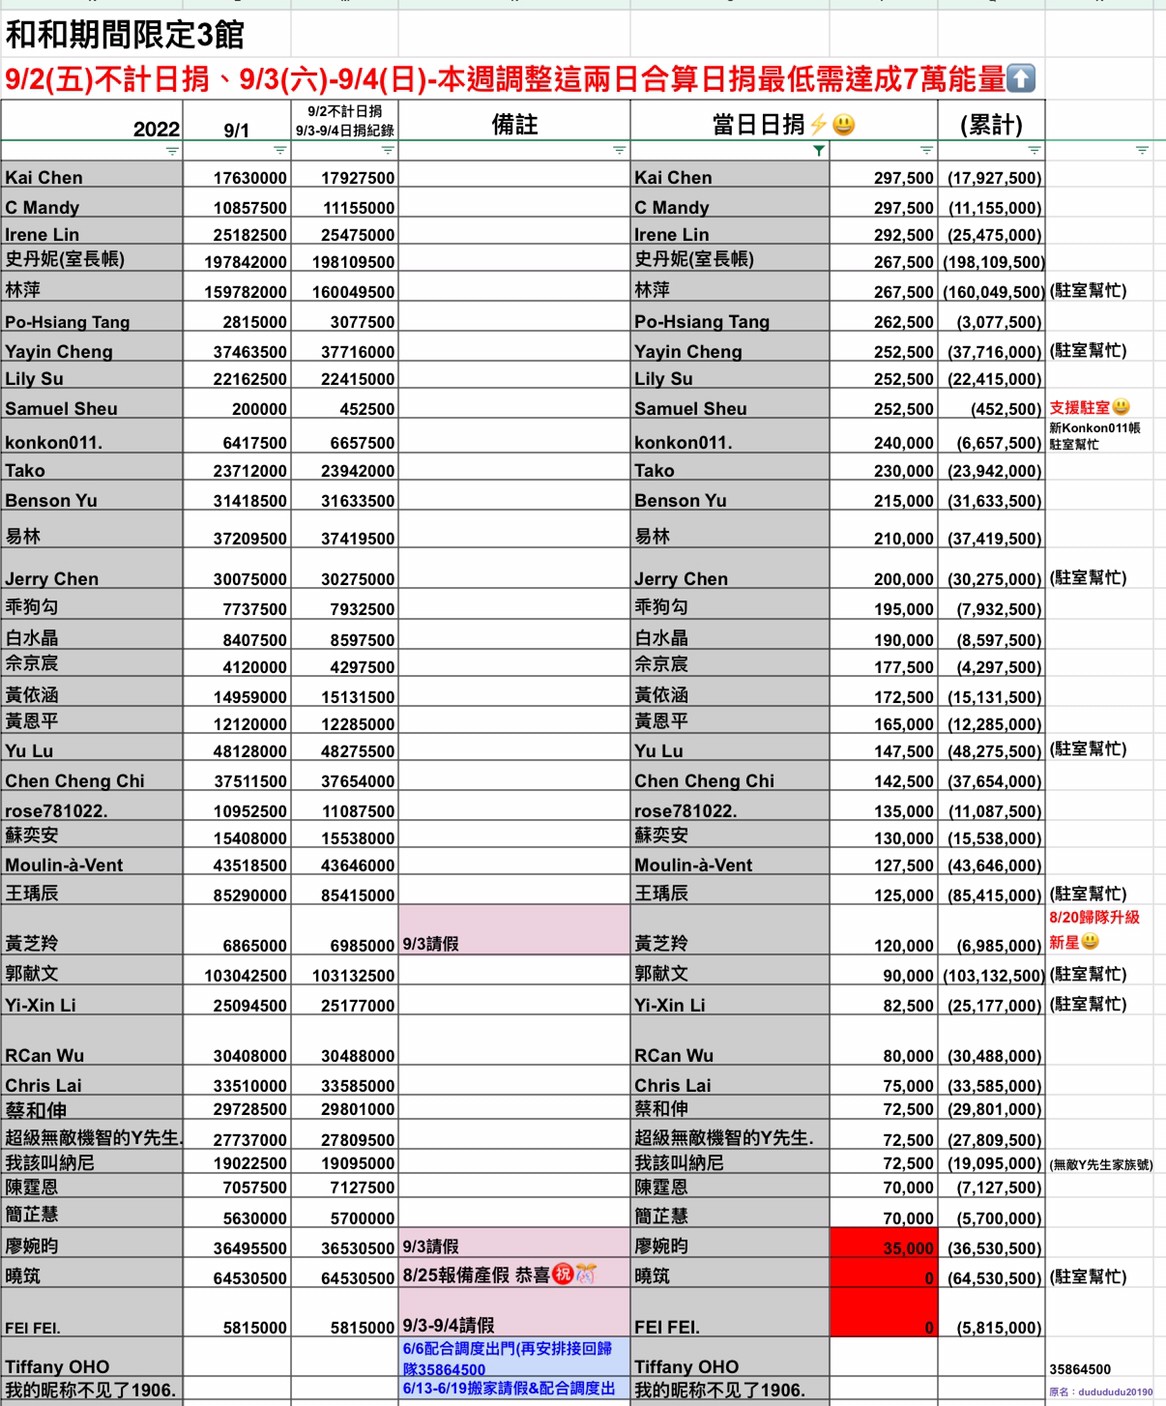 和和期間限定3館
9/2(五)不計日捐、9/3(六)-9/4(日)-本週調整這兩日合算日捐最低需達成7萬能量⬆️
2022 9/1 9/2不計日捐 9/3-9/4日捐紀錄 備註 當日日捐⚡😃 (累計)
Kai Chen 17630000 17927500 Kai Chen 297,500 (17,927,500)
C Mandy 10857500 11155000 C Mandy 297,500 (11,155,000)
Irene Lin 25182500 25475000 Irene Lin 292,500 (25,475,000)
史丹妮(室長帳) 197842000 198109500 史丹妮(室長帳) 267,500 (198,109,500)
林萍 159782000 160049500 林萍 267,500 (160,049,500) (駐室幫忙)
Po-Hsiang Tang 2815000 3077500 Po-Hsiang Tang 262,500 (3,077,500)
Yayin Cheng 37463500 37716000 Yayin Cheng 252,500 (37,716,000) (駐室幫忙)
Lily Su 22162500 22415000 Lily Su 252,500 (22,415,000)
Samuel Sheu 200000 452500 Samuel Sheu 252,500 (452,500) 支援駐室😃
konkon011. 6417500 6657500 konkon011. 240,000 (6,657,500) 新Konkon011帳 駐室幫忙
Tako 23712000 23942000 Tako 230,000 (23,942,000)
Benson Yu 31418500 31633500 Benson Yu 215,000 (31,633,500)
易林 37209500 37419500 易林 210,000 (37,419,500)
Jerry Chen 30075000 30275000 Jerry Chen 200,000 (30,275,000) (駐室幫忙)
乖狗勾 7737500 7932500 乖狗勾 195,000 (7,932,500)
白水晶 8407500 8597500 白水晶 190,000 (8,597,500)
佘京宸 4120000 4297500 佘京宸 177,500 (4,297,500)
黃依涵 14959000 15131500 黃依涵 172,500 (15,131,500)
黃恩平 12120000 12285000 黃恩平 165,000 (12,285,000)
Yu Lu 48128000 48275500 Yu Lu 147,500 (48,275,500) (駐室幫忙)
Chen Cheng Chi 37511500 37654000 Chen Cheng Chi 142,500 (37,654,000)
rose781022. 10952500 11087500 rose781022. 135,000 (11,087,500)
蘇奕安 15408000 15538000 蘇奕安 130,000 (15,538,000)
Moulin-à-Vent 43518500 43646000 Moulin-à-Vent 127,500 (43,646,000)
王瑀辰 85290000 85415000 王瑀辰 125,000 (85,415,000) (駐室幫忙)
黃芝羚 6865000 6985000 9/3請假 黃芝羚 120,000 (6,985,000) 8/20歸隊升級 新星😃
郭献文 103042500 103132500 郭献文 90,000 (103,132,500) (駐室幫忙)
Yi-Xin Li 25094500 25177000 Yi-Xin Li 82,500 (25,177,000) (駐室幫忙)
RCan Wu 30408000 30488000 RCan Wu 80,000 (30,488,000)
Chris Lai 33510000 33585000 Chris Lai 75,000 (33,585,000)
蔡和伸 29728500 29801000 蔡和伸 72,500 (29,801,000)
超級無敵機智的Y先生. 27737000 27809500 超級無敵機智的Y先生. 72,500 (27,809,500)
我該叫納尼 19022500 19095000 我該叫納尼 72,500 (19,095,000) (無敵Y先生家族號)
陳霆恩 7057500 7127500 陳霆恩 70,000 (7,127,500)
簡芷慧 5630000 5700000 簡芷慧 70,000 (5,700,000)
廖婉昀 36495500 36530500 9/3請假 廖婉昀 35,000 (36,530,500)
曉筑 64530500 64530500 8/25報備產假 恭喜㊗️🎊 曉筑 0 (64,530,500) (駐室幫忙)
FEI FEI. 5815000 5815000 9/3-9/4請假 FEI FEI. 0 (5,815,000)
Tiffany OHO 6/6配合調度出門(再安排接回歸隊35864500 Tiffany OHO 35864500
我的昵称不见了1906. 6/13-6/19搬家請假&配合調度出 我的昵称不见了1906. 原名：dudududu20190